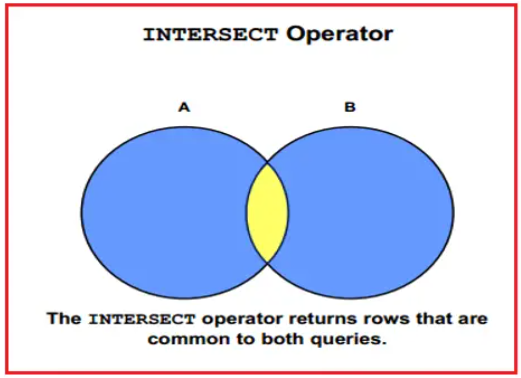 INTERSECT Operator
A B
The INTERSECT operator returns rows that are
common to both queries.